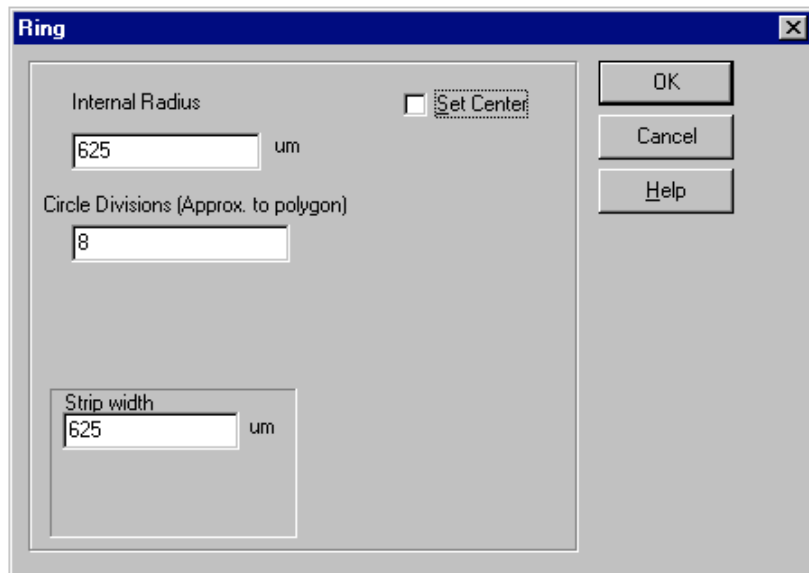 Ring
Internal Radius
Set Center
625
um
Circle Divisions (Approx. to polygon)
8
Strip width
625
um
OK
Cancel
Help